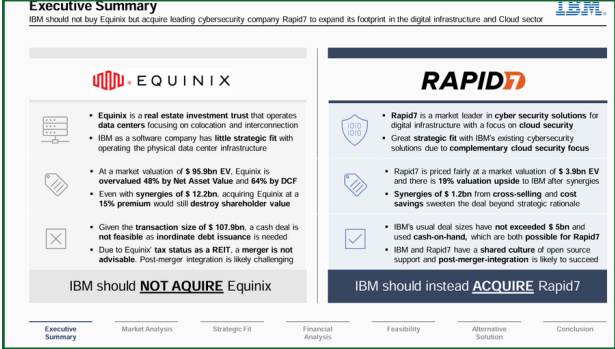 Executive Summary
IBM should not buy Equinix but acquire leading cybersecurity company Rapid7 to expand its footprint in the digital infrastructure and Cloud sector
IBM
EQUINIX
▪ Equinix is a real estate investment trust that operates
data centers focusing on colocation and interconnection
▪ IBM as a software company has little strategic fit with
operating the physical data center infrastructure
▪ At a market valuation of $ 95.9bn EV, Equinix is
overvalued 48% by Net Asset Value and 64% by DCF
▪ Even with synergies of $ 12.2bn, acquiring Equinix at a
15% premium would still destroy shareholder value
▪ Given the transaction size of $ 107.9bn, a cash deal is
not feasible as inordinate debt issuance is needed
▪ Due to Equinix' tax status as a REIT, a merger is not
advisable. Post-merger integration is likely challenging
IBM should NOT AQUIRE Equinix
RAPID7
▪ Rapid7 is a market leader in cyber security solutions for
digital infrastructure with a focus on cloud security
▪ Great strategic fit with IBM's existing cybersecurity
solutions due to complementary cloud security focus
▪ Rapid7 is priced fairly at a market valuation of $ 3.9bn EV
and there is 19% valuation upside to IBM after synergies
▪ Synergies of $ 1.2bn from cross-selling and cost
savings sweeten the deal beyond strategic rationale
▪ IBM's usual deal sizes have not exceeded $ 5bn and
used cash-on-hand, which are both possible for Rapid7
▪ IBM and Rapid7 have a shared culture of open source
support and post-merger-integration is likely to succeed
IBM should instead ACQUIRE Rapid7
Executive
Summary
Market Analysis
Strategic Fit
Financial
Analysis
Feasibility
Alternative
Solution
Conclusion